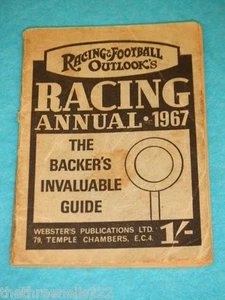 RACING & FOOTBALL
OUTLOOK'S
RACING
ANNUAL • 1967
THE
BACKER'S
INVALUABLE
GUIDE
WEBSTER'S PUBLICATIONS LTD.
79, TEMPLE CHAMBERS, E.C.4.
1/-